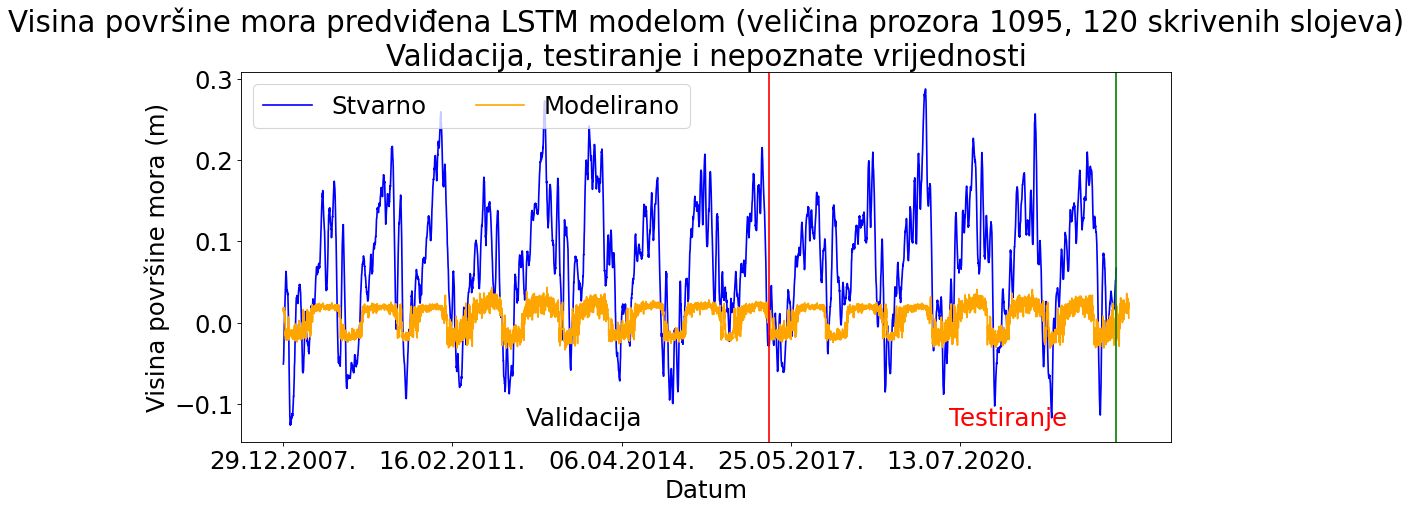 Visina površine mora predviđena LSTM modelom (veličina prozora 1095, 120 skrivenih slojeva)
Validacija, testiranje i nepoznate vrijednosti
Stvarno
Modelirano
Visina površine mora (m)
0.3
0.2
0.1
0.0
−0.1
Validacija
Testiranje
29.12.2007.
16.02.2011.
06.04.2014.
25.05.2017.
13.07.2020.
Datum